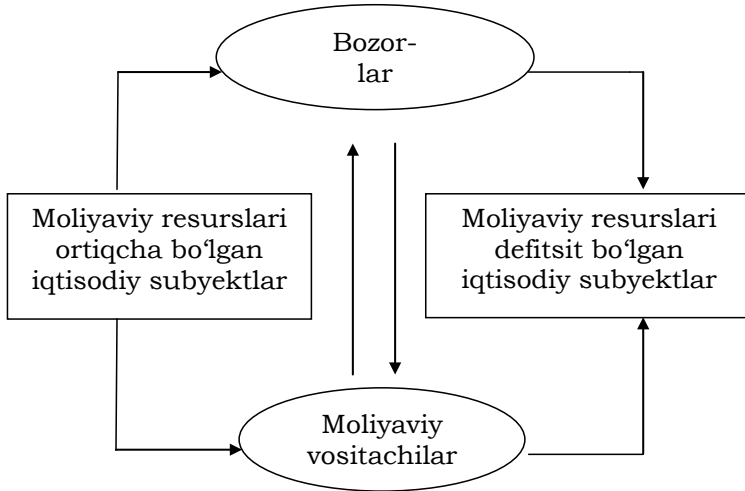 Bozor-
lar
Moliyaviy resurslari
ortiqcha bo‘lgan
iqtisodiy subyektlar
Moliyaviy resurslari
defitsit bo‘lgan
iqtisodiy subyektlar
Moliyaviy
vositachilar